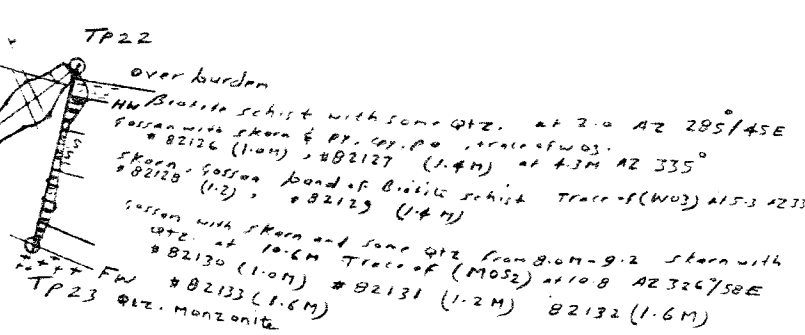 TP22
over burden
HW Biotite schist with some Qtz. at 2.0 AZ 285°/45E
Gossan with skarn & py, cpy, po , trace of WO3.
#82126 (1.0M) , #82127 (1.4M) at 4.3M AZ 335°
Skarn, Gossan band of Biotite schist Trace of (WO3) at 5.3 AZ33
#82128 (1.2) , #82129 (1.4M)
Gossan with skarn and some Qtz from 8.0M-9.2 skarn with
Qtz. at 10.6M Trace of (MOS2) at 10.8 AZ 326°/58E
#82130 (1.0M) #82131 (1.2M) 82132 (1.6M)
FW #82133 (1.6M)
TP23 Qtz. Monzonite